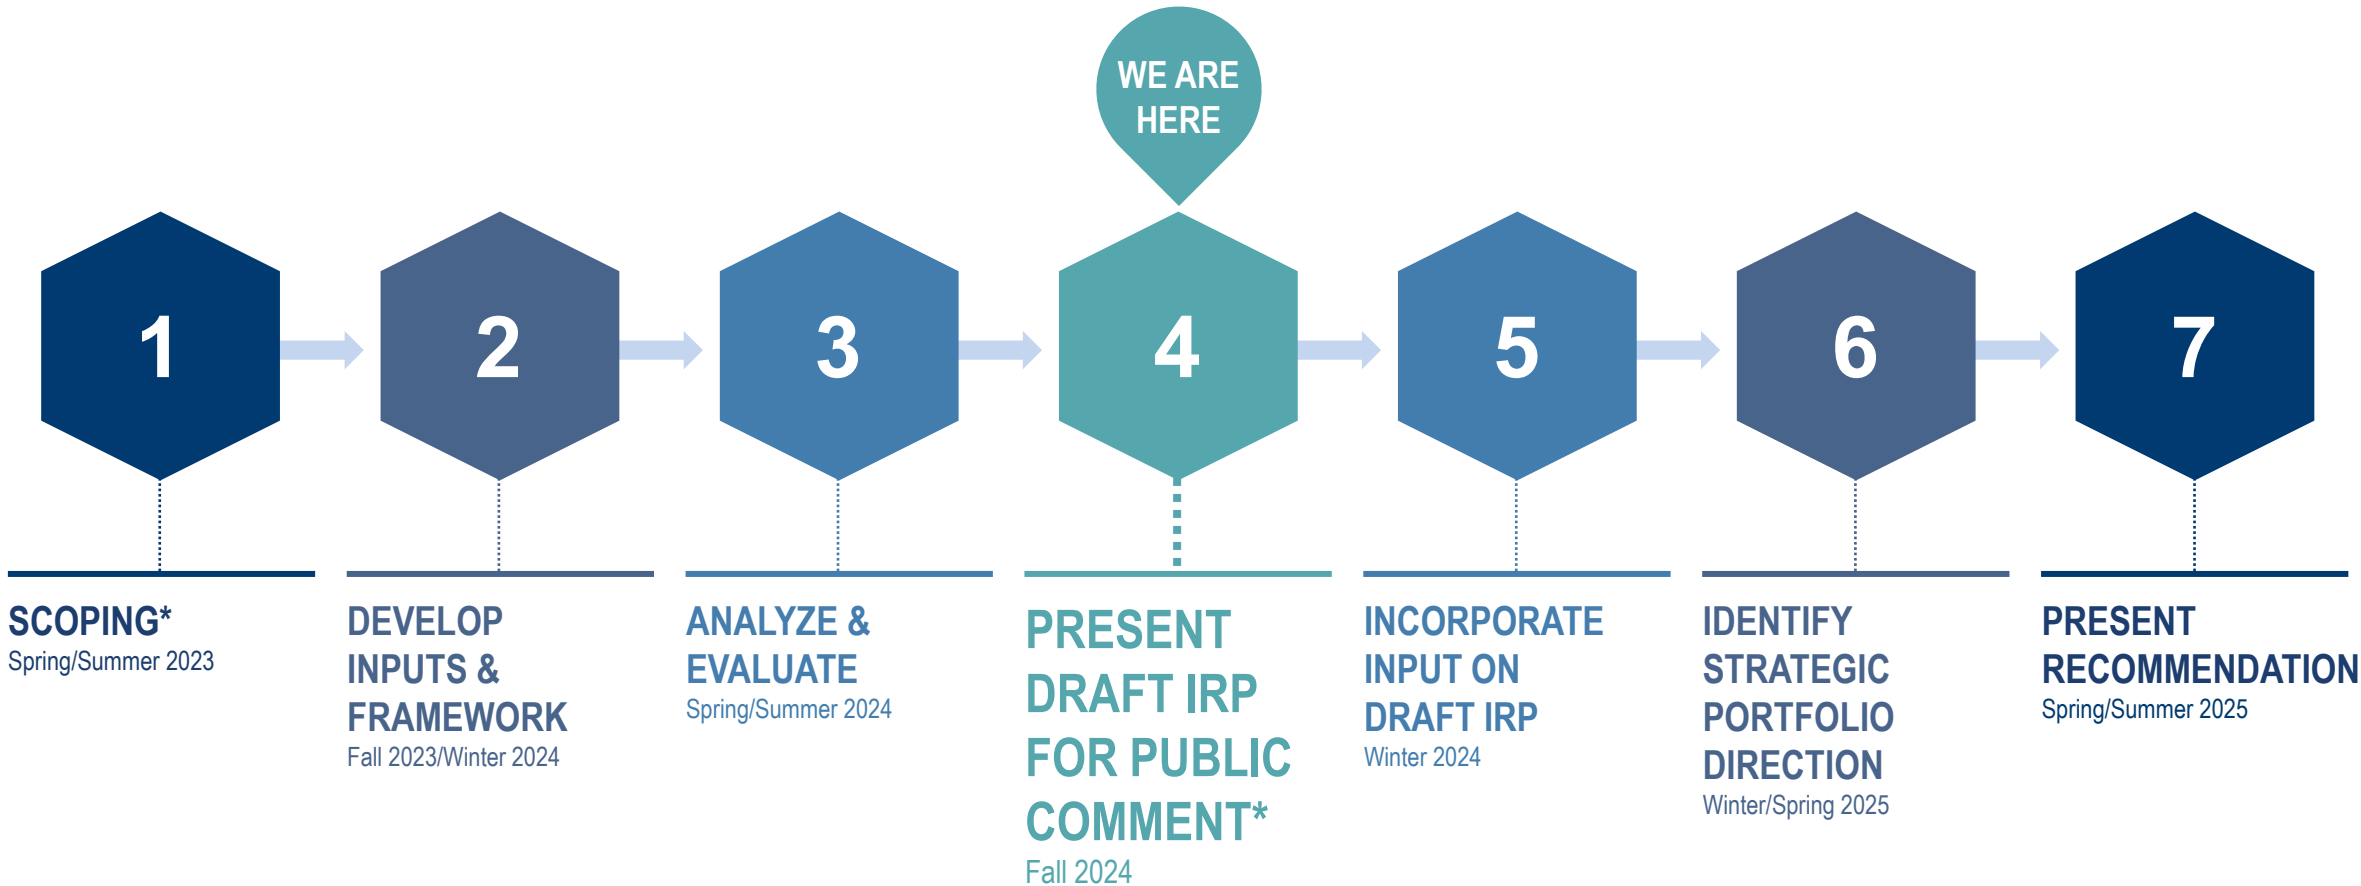 WE ARE
HERE
1
2
3
4
5
6
7
SCOPING*
Spring/Summer 2023
DEVELOP
INPUTS &
FRAMEWORK
Fall 2023/Winter 2024
ANALYZE &
EVALUATE
Spring/Summer 2024
PRESENT
DRAFT IRP
FOR PUBLIC
COMMENT*
Fall 2024
INCORPORATE
INPUT ON
DRAFT IRP
Winter 2024
IDENTIFY
STRATEGIC
PORTFOLIO
DIRECTION
Winter/Spring 2025
PRESENT
RECOMMENDATION
Spring/Summer 2025